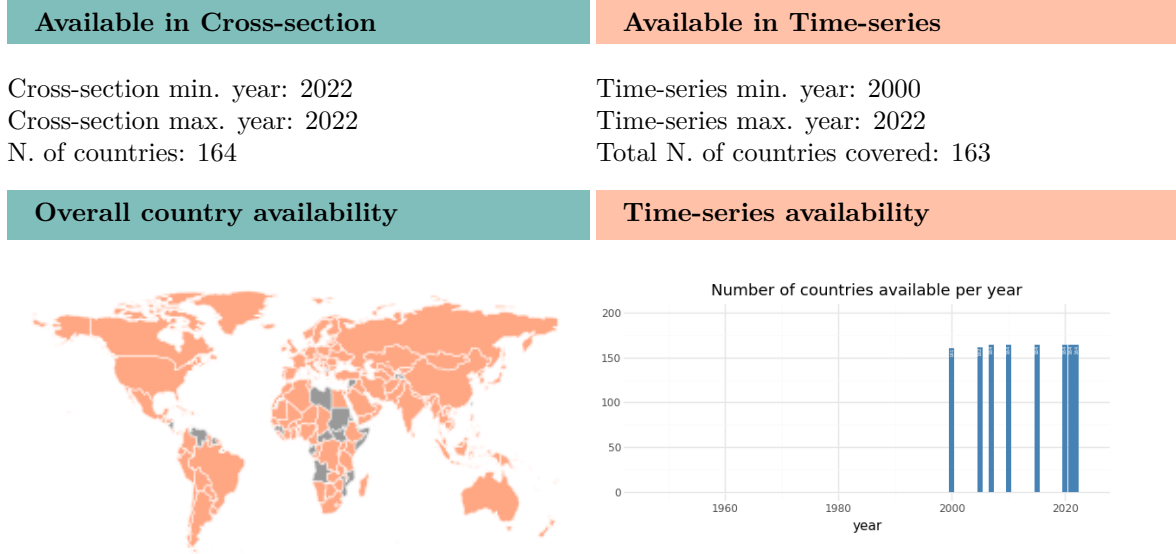 Available in Cross-section
Available in Time-series
Cross-section min. year: 2022
Cross-section max. year: 2022
N. of countries: 164
Time-series min. year: 2000
Time-series max. year: 2022
Total N. of countries covered: 163
Overall country availability
Time-series availability
Number of countries available per year
200
150
100
50
0
1960
1980
2000
2020
year